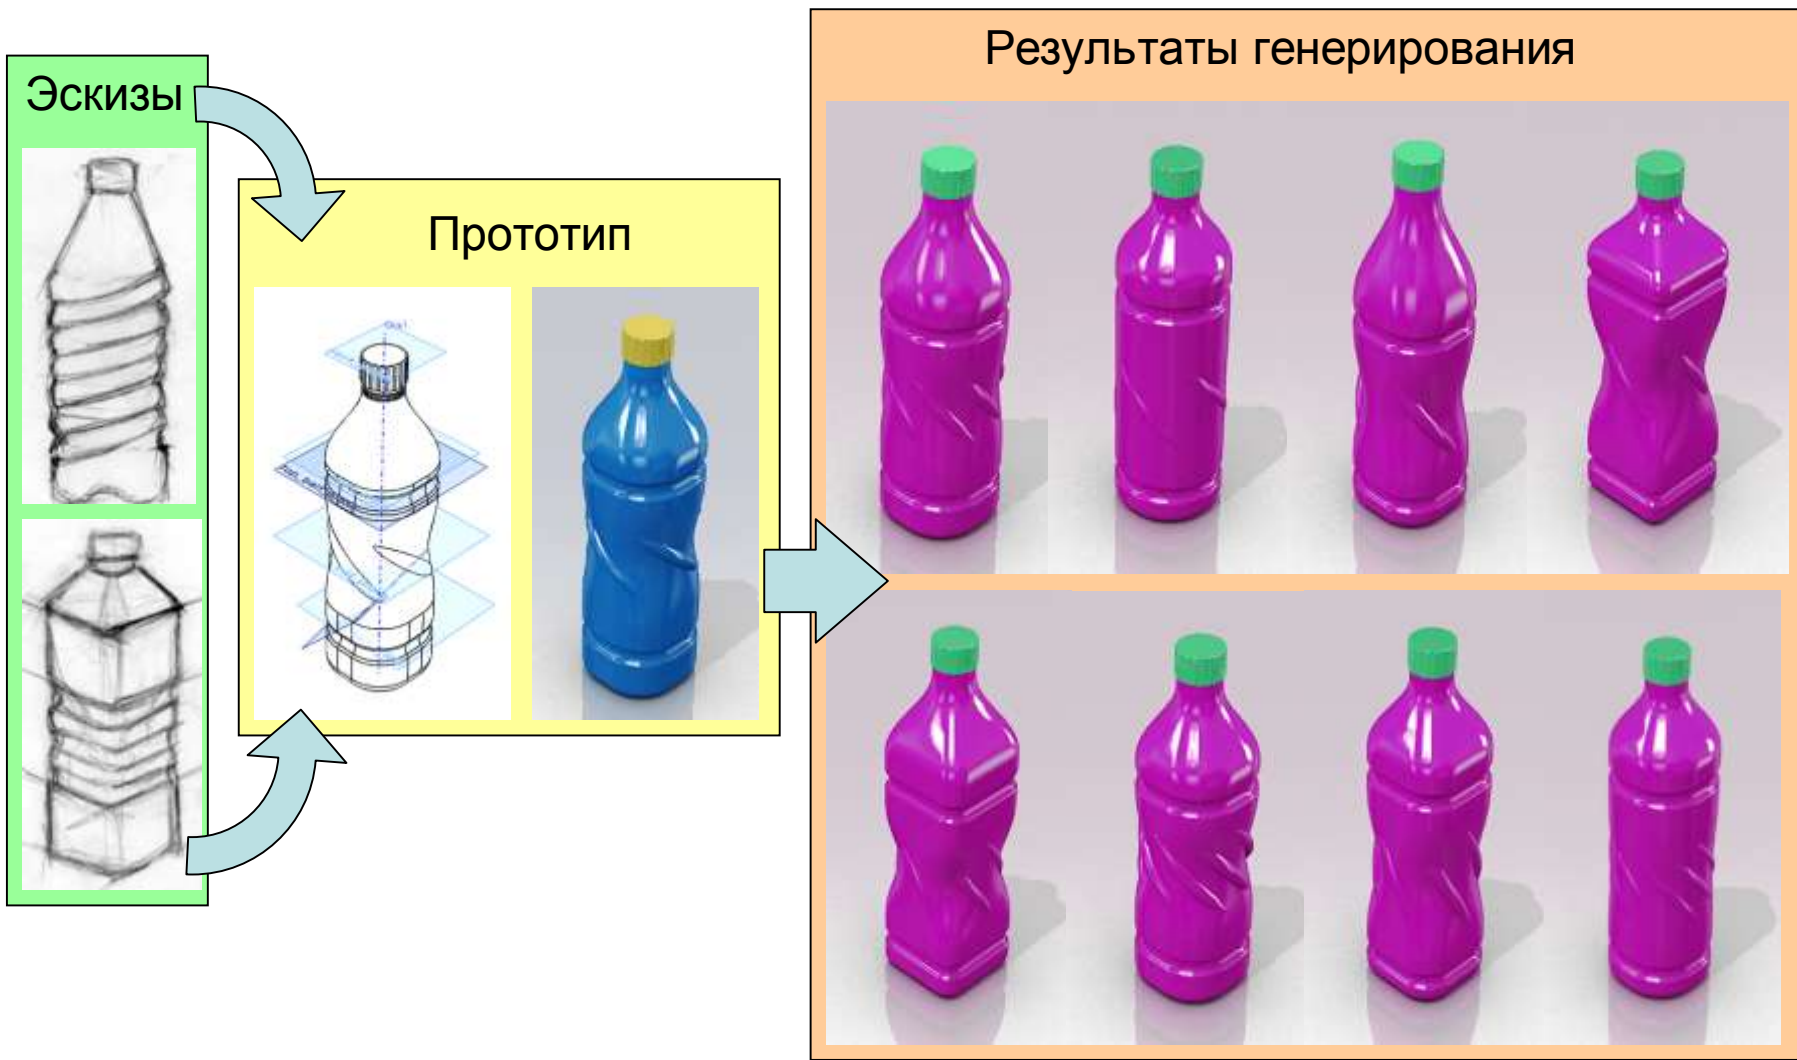 Эскизы
Прототип
Результаты генерирования